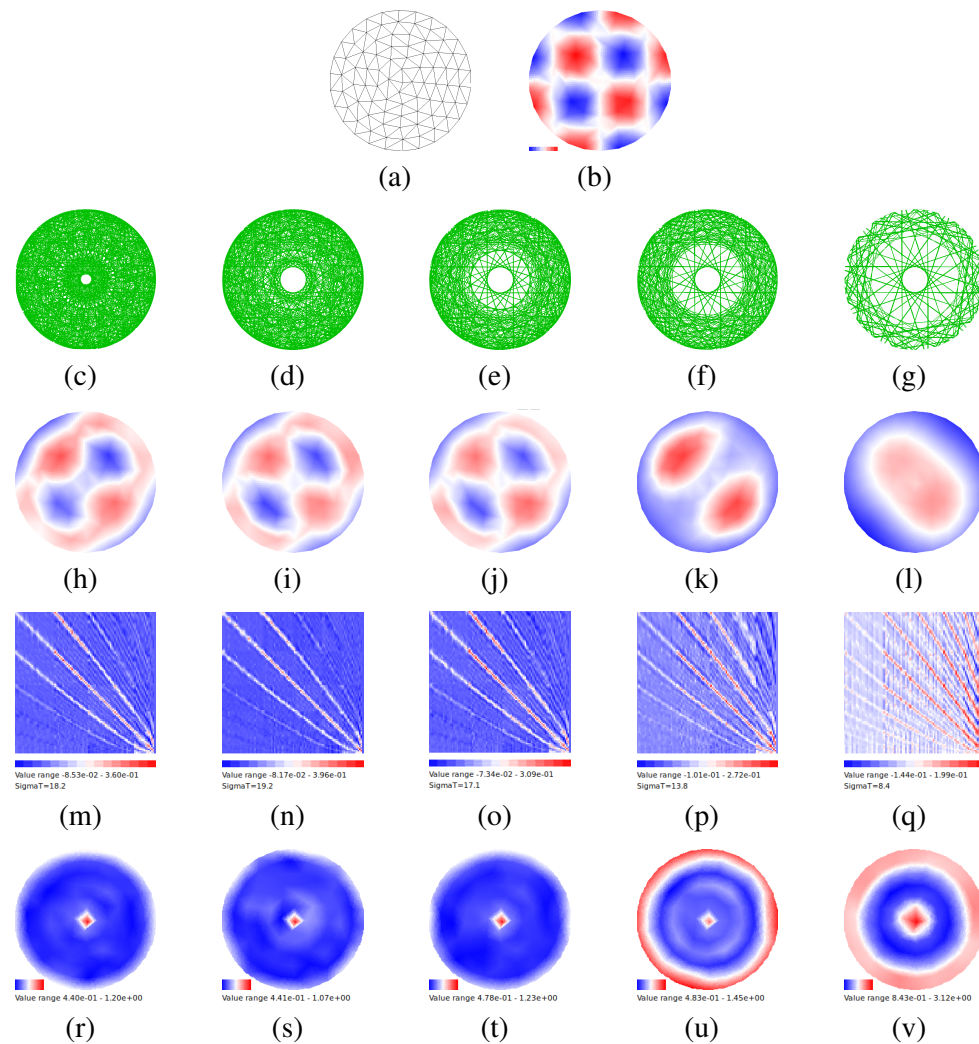 (a) (b)
(c) (d) (e) (f) (g)
(h) (i) (j) (k) (l)
Value range -8.53e-02 - 3.60e-01 Value range -8.17e-02 - 3.96e-01 Value range -7.34e-02 - 3.09e-01 Value range -1.01e-01 - 2.72e-01 Value range -1.44e-01 - 1.99e-01
SigmaT=18.2 SigmaT=19.2 SigmaT=17.1 SigmaT=13.8 SigmaT=8.4
(m) (n) (o) (p) (q)
Value range 4.40e-01 - 1.20e+00 Value range 4.41e-01 - 1.07e+00 Value range 4.78e-01 - 1.23e+00 Value range 4.83e-01 - 1.45e+00 Value range 8.43e-01 - 3.12e+00
(r) (s) (t) (u) (v)